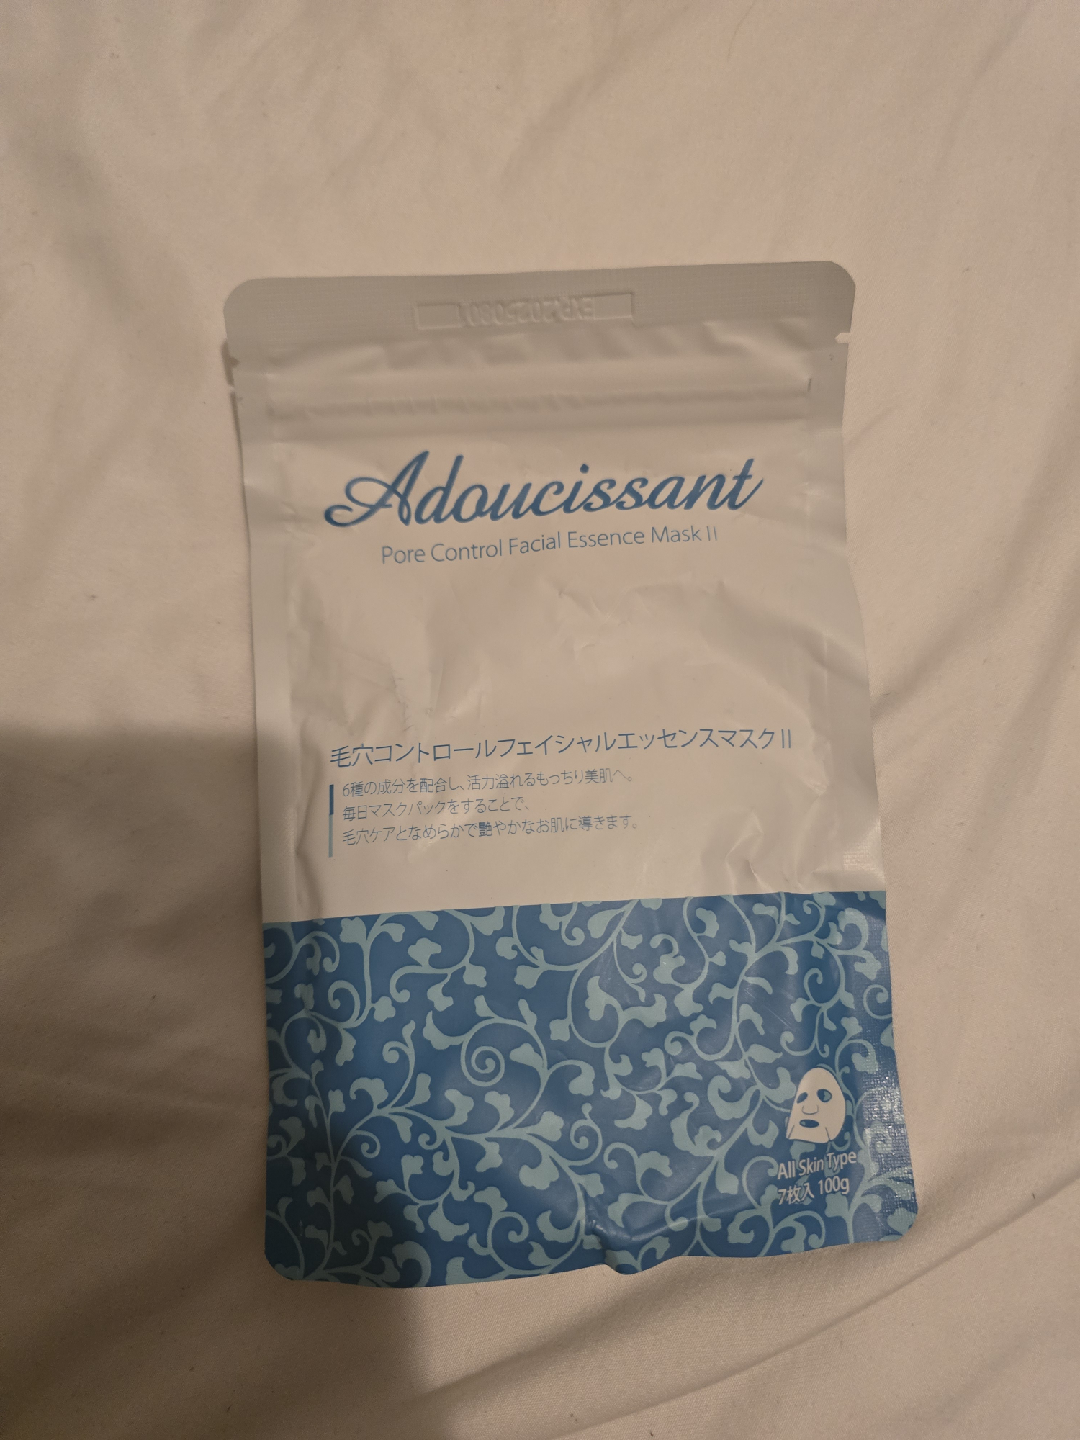 Adoucissant
Pore Control Facial Essence Mask II
毛穴コントロールフェイシャルエッセンスマスクII
6種の成分を配合し、活力溢れるもっちり美肌へ。
毎日マスクパックをすることで、
毛穴ケアとなめらかで艶やかなお肌に導きます。
All Skin Type
7枚入 100g